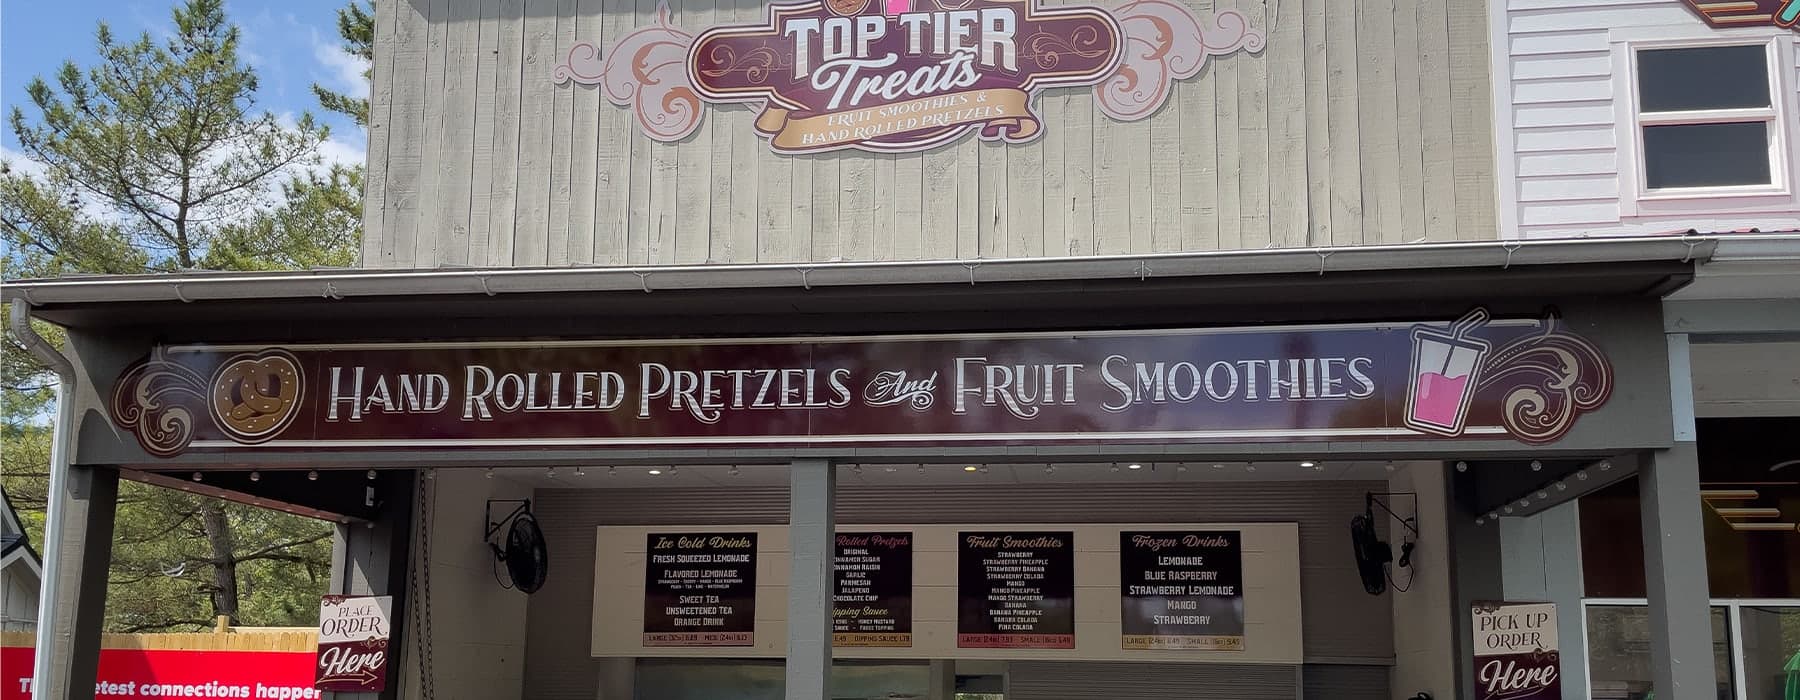 TOP TIER
Treats
FRUIT SMOOTHIES &
HAND ROLLED PRETZELS
HAND ROLLED PRETZELS And FRUIT SMOOTHIES
Ice Cold Drinks
FRESH SQUEEZED LEMONADE
FLAVORED LEMONADE
SWEET TEA
UNSWEETENED TEA
ORANGE DRINK
Rolled Pretzels
ORIGINAL
CINNAMON SUGAR
CINNAMON RAISIN
GARLIC
PARMESAN
JALAPENO
CHOCOLATE CHIP
DIPPING SAUCE
Fruit Smoothies
STRAWBERRY
STRAWBERRY PINEAPPLE
STRAWBERRY BANANA
STRAWBERRY COLADA
MANGO
MANGO PINEAPPLE
MANGO STRAWBERRY
BANANA
BANANA PINEAPPLE
BANANA COLADA
PINA COLADA
Frozen Drinks
LEMONADE
BLUE RASPBERRY
STRAWBERRY LEMONADE
MANGO
STRAWBERRY
PLACE
ORDER
Here
PICK UP
ORDER
Here
etest connections happen